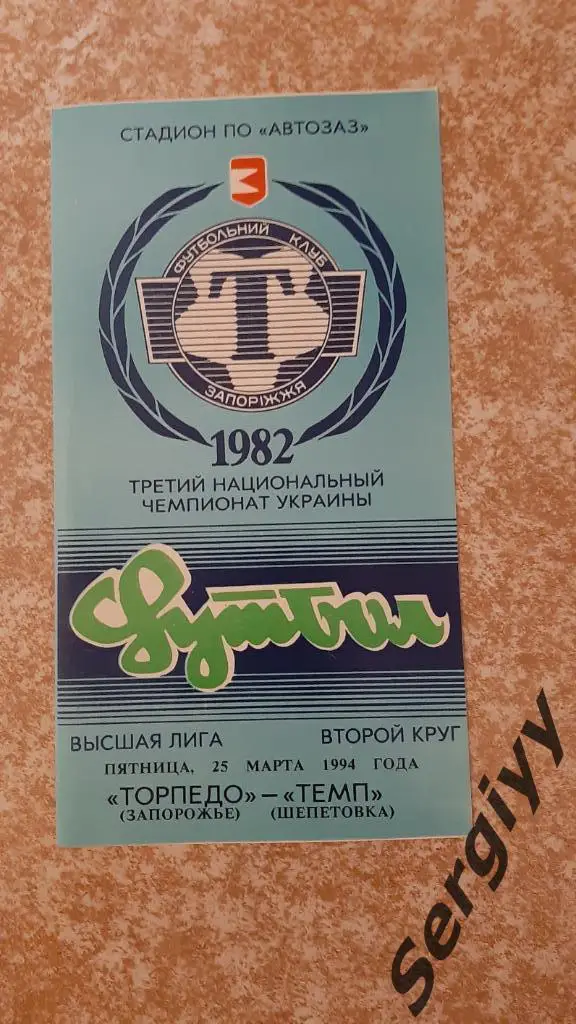 СТАДИОН ПО «АВТОЗАЗ»
ФУТБОЛЬНИЙ КЛУБ
Т
ЗАПОРІЖЖЯ
1982
ТРЕТИЙ НАЦИОНАЛЬНЫЙ
ЧЕМПИОНАТ УКРАИНЫ
Футбол
ВЫСШАЯ ЛИГА ВТОРОЙ КРУГ
ПЯТНИЦА, 25 МАРТА 1994 ГОДА
«ТОРПЕДО» — «ТЕМП»
(ЗАПОРОЖЬЕ) (ШЕПЕТОВКА)
Sergiyy